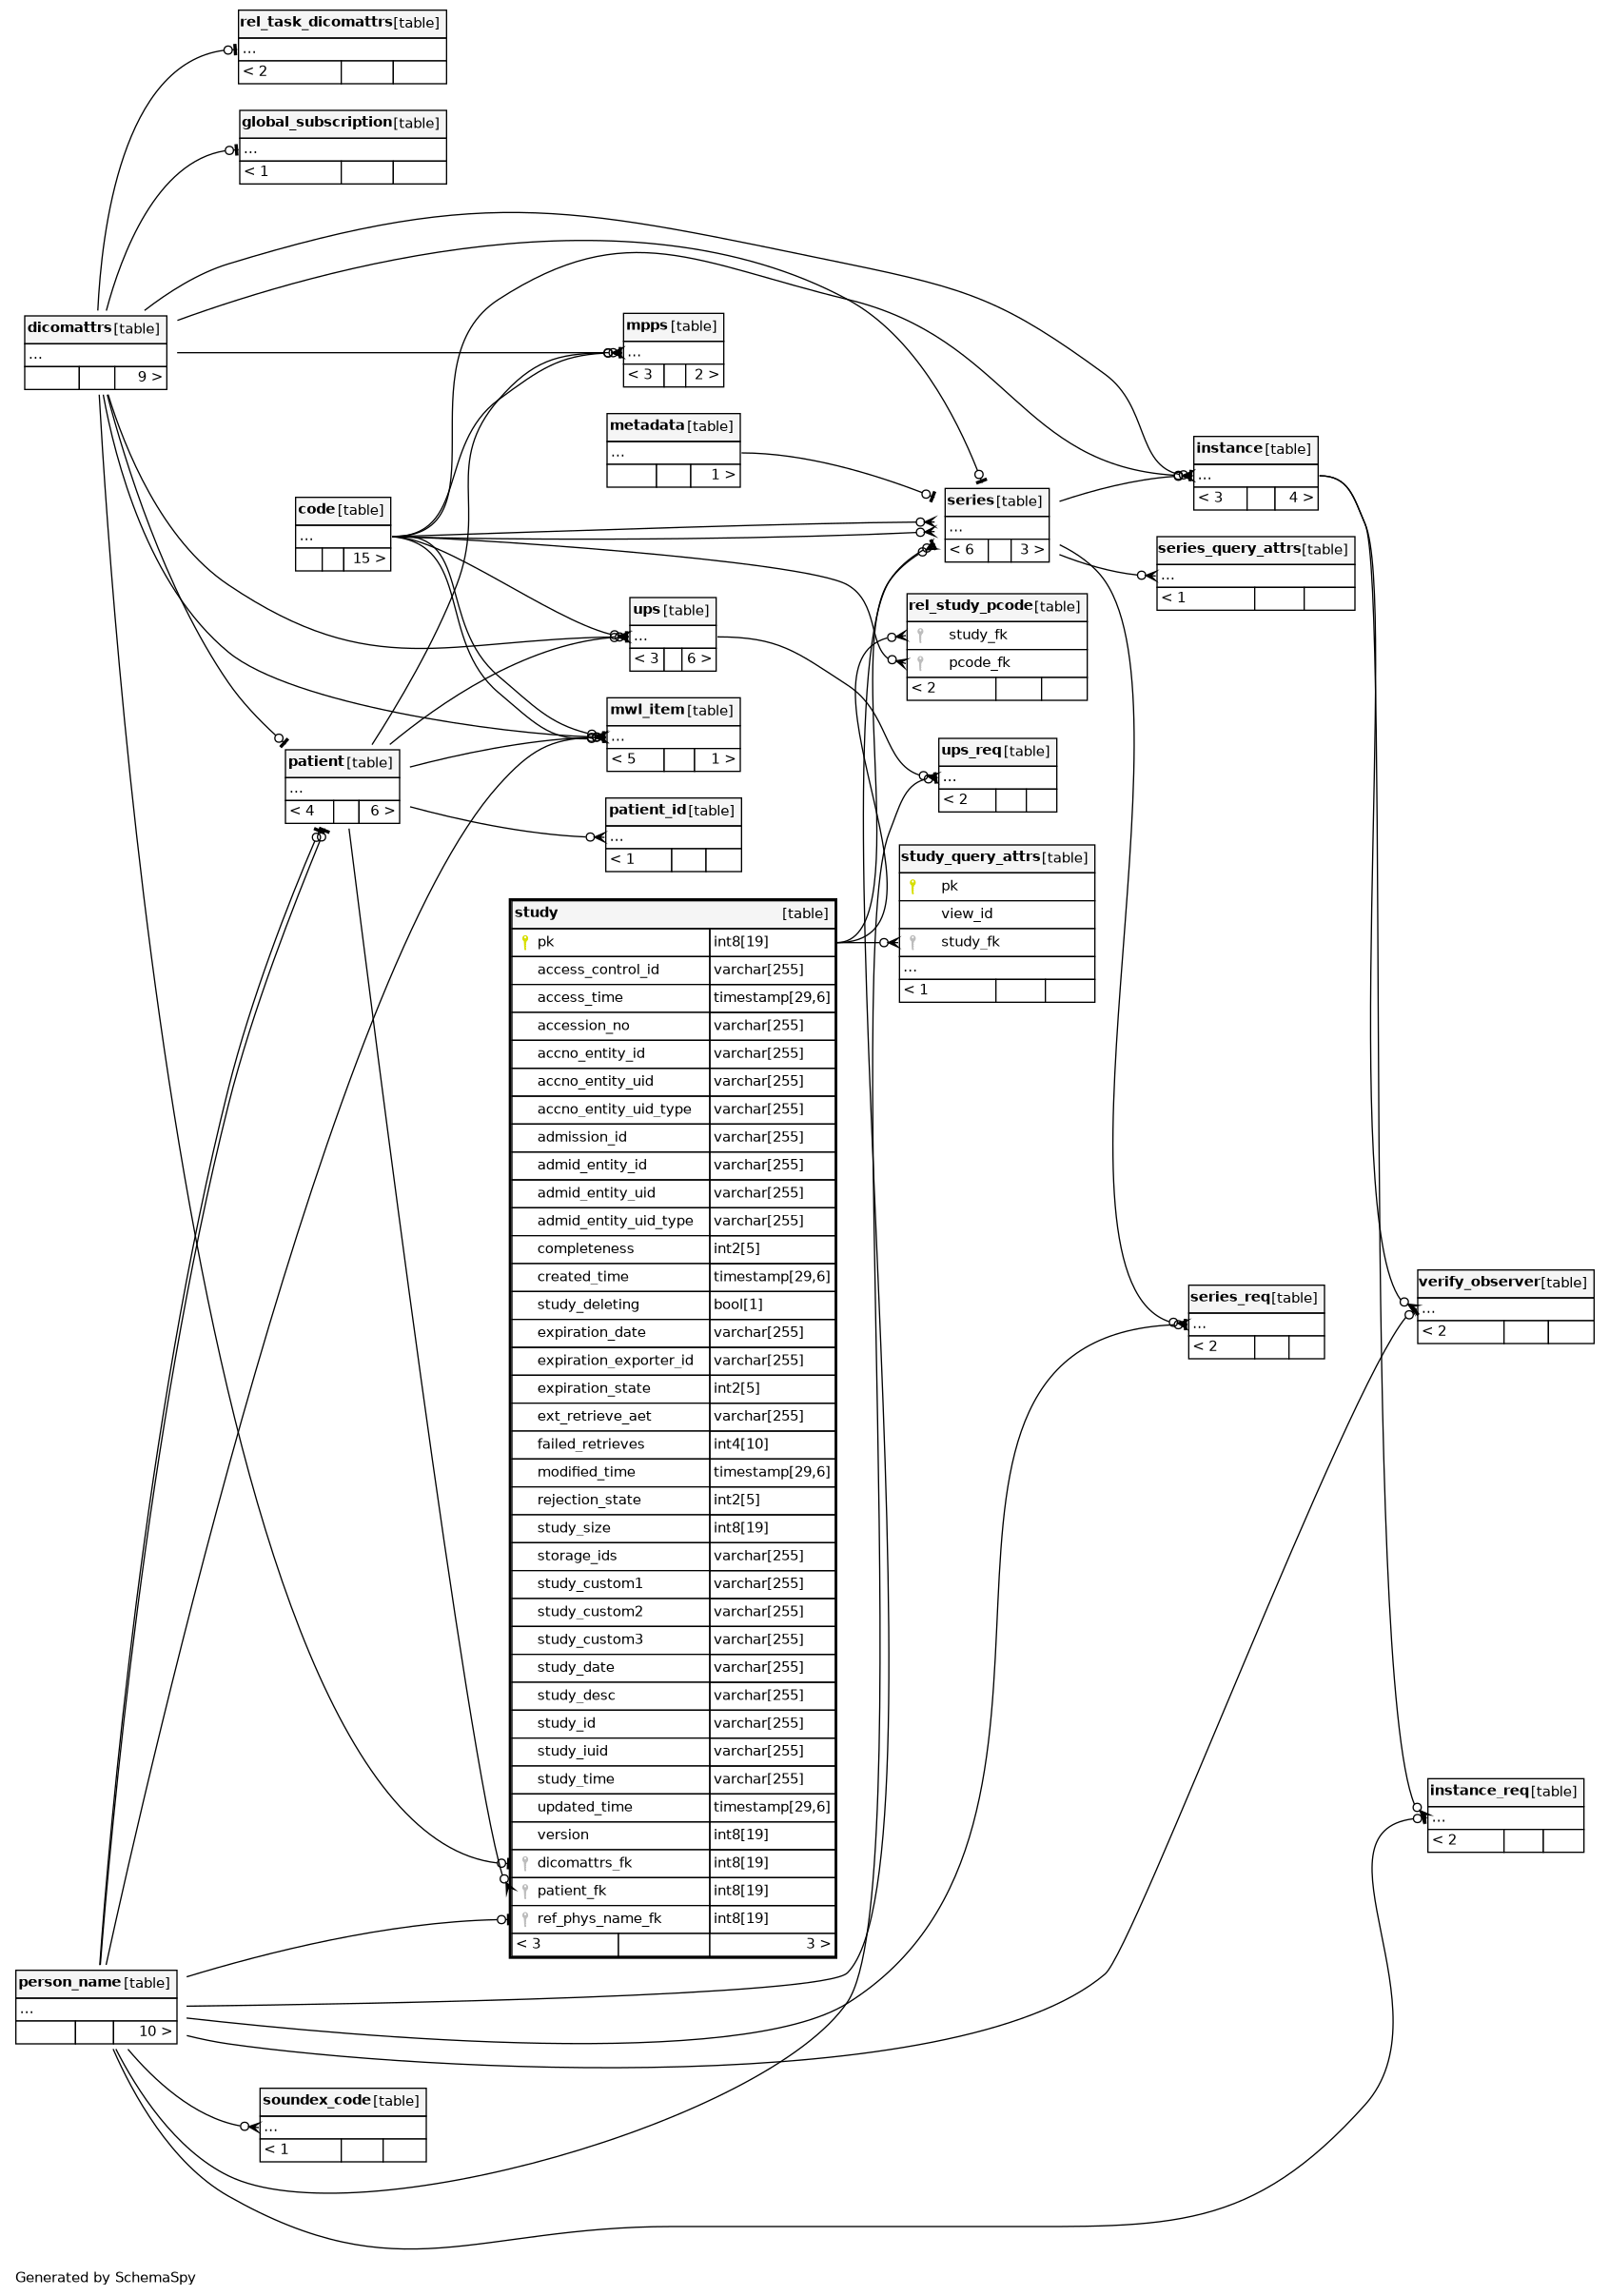 rel_task_dicomattrs [table]
...
< 2
global_subscription [table]
...
< 1
dicomattrs [table]
...
9 >
mpps [table]
...
< 3 2 >
metadata [table]
...
1 >
instance [table]
...
< 3 4 >
series [table]
...
< 6 3 >
code [table]
...
15 >
series_query_attrs [table]
...
< 1
rel_study_pcode [table]
study_fk
pcode_fk
< 2
ups [table]
...
< 3 6 >
mwl_item [table]
...
< 5 1 >
ups_req [table]
...
< 2
patient [table]
...
< 4 6 >
patient_id [table]
...
< 1
study_query_attrs [table]
pk
view_id
study_fk
...
< 1
study [table]
pk int8[19]
access_control_id varchar[255]
access_time timestamp[29,6]
accession_no varchar[255]
accno_entity_id varchar[255]
accno_entity_uid varchar[255]
accno_entity_uid_type varchar[255]
admission_id varchar[255]
admid_entity_id varchar[255]
admid_entity_uid varchar[255]
admid_entity_uid_type varchar[255]
completeness int2[5]
created_time timestamp[29,6]
study_deleting bool[1]
expiration_date varchar[255]
expiration_exporter_id varchar[255]
expiration_state int2[5]
ext_retrieve_aet varchar[255]
failed_retrieves int4[10]
modified_time timestamp[29,6]
rejection_state int2[5]
study_size int8[19]
storage_ids varchar[255]
study_custom1 varchar[255]
study_custom2 varchar[255]
study_custom3 varchar[255]
study_date varchar[255]
study_desc varchar[255]
study_id varchar[255]
study_iuid varchar[255]
study_time varchar[255]
updated_time timestamp[29,6]
version int8[19]
dicomattrs_fk int8[19]
patient_fk int8[19]
ref_phys_name_fk int8[19]
< 3 3 >
verify_observer [table]
...
< 2
series_req [table]
...
< 2
instance_req [table]
...
< 2
person_name [table]
...
10 >
soundex_code [table]
...
< 1
Generated by SchemaSpy